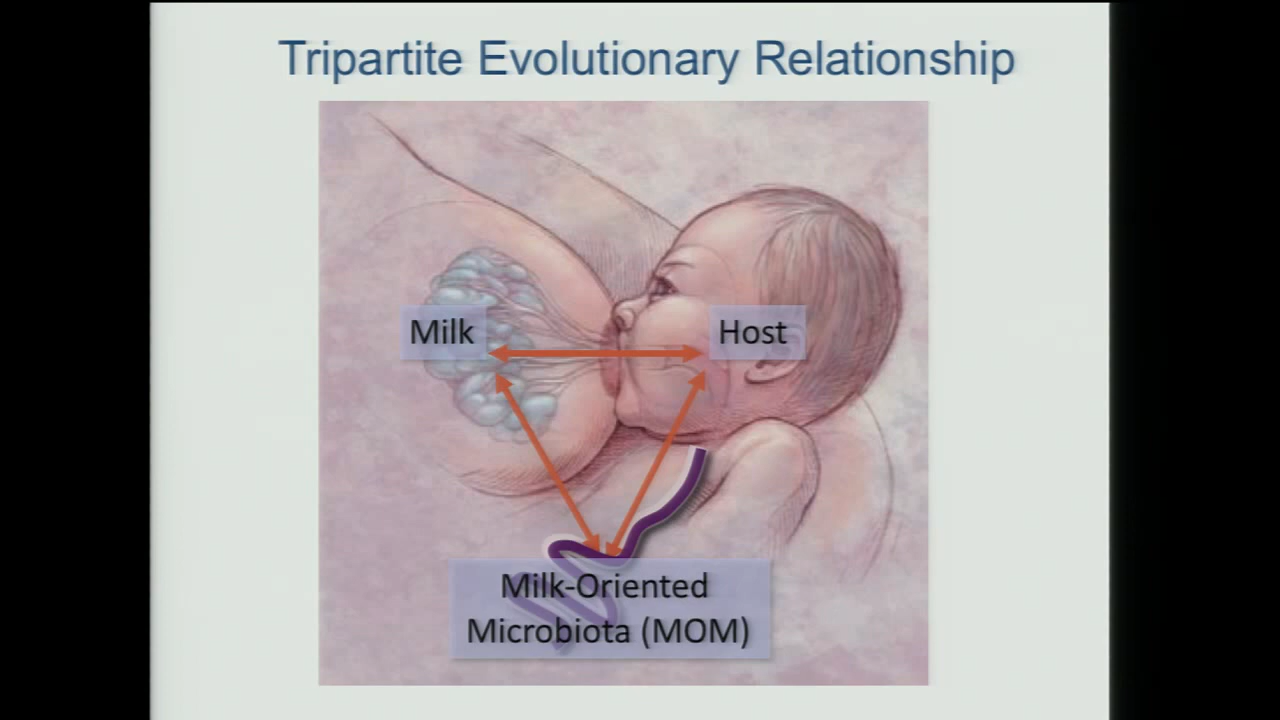 Tripartite Evolutionary Relationship
Milk
Host
Milk-Oriented
Microbiota (MOM)